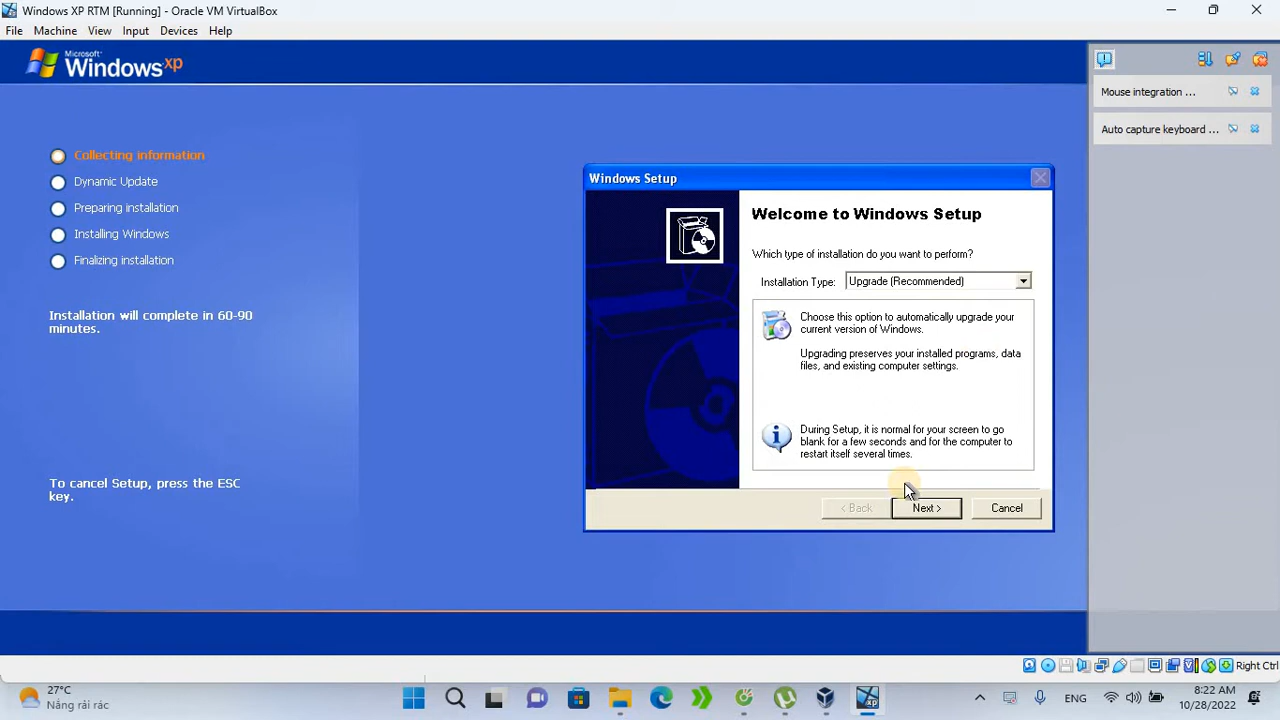 Windows XP RTM [Running] - Oracle VM VirtualBox
File Machine View Input Devices Help
Microsoft
Windows xp
Mouse integration ...
Auto capture keyboard ...
Collecting information
Dynamic Update
Preparing installation
Installing Windows
Finalizing installation
Installation will complete in 60-90
minutes.
To cancel Setup, press the ESC
key.
Windows Setup
Welcome to Windows Setup
Which type of installation do you want to perform?
Installation Type: Upgrade (Recommended)
Choose this option to automatically upgrade your
current version of Windows.
Upgrading preserves your installed programs, data
files, and existing computer settings.
During Setup, it is normal for your screen to go
blank for a few seconds and for the computer to
restart itself several times.
< Back Next > Cancel
Right Ctrl
27°C
Nắng rải rác
xp
ENG
8:22 AM
10/28/2022